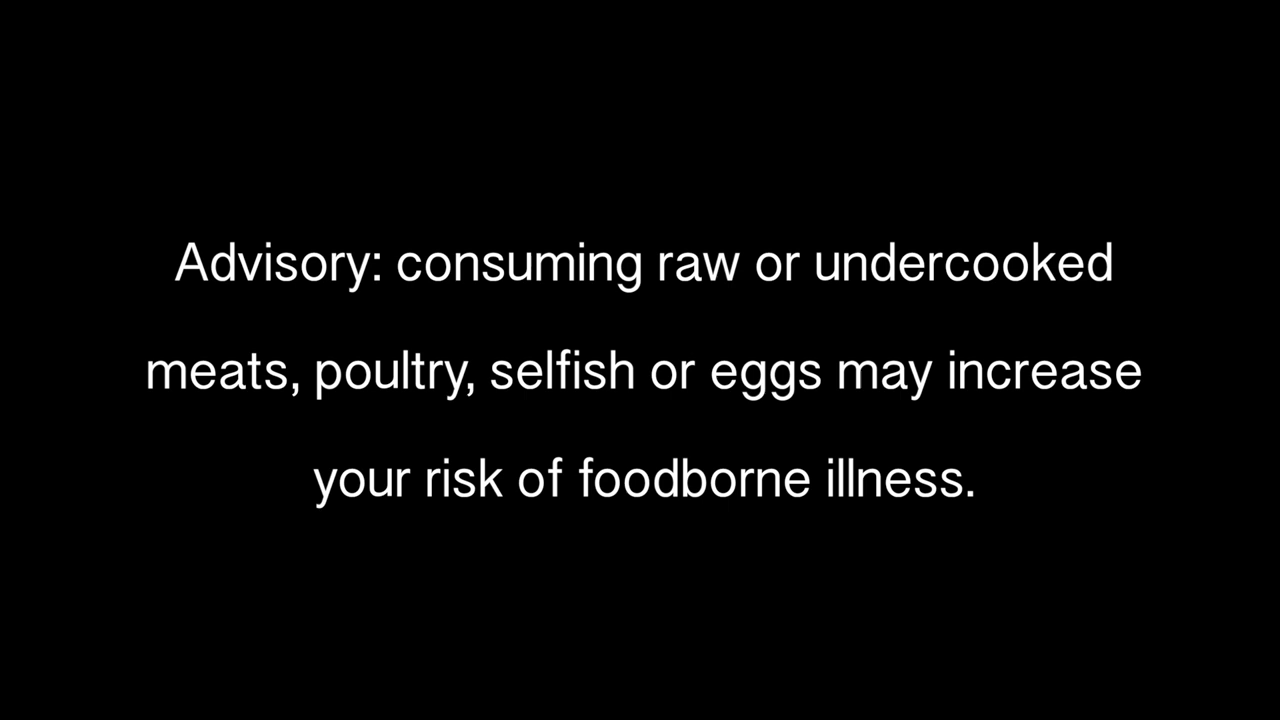 Advisory: consuming raw or undercooked
meats, poultry, selfish or eggs may increase
your risk of foodborne illness.